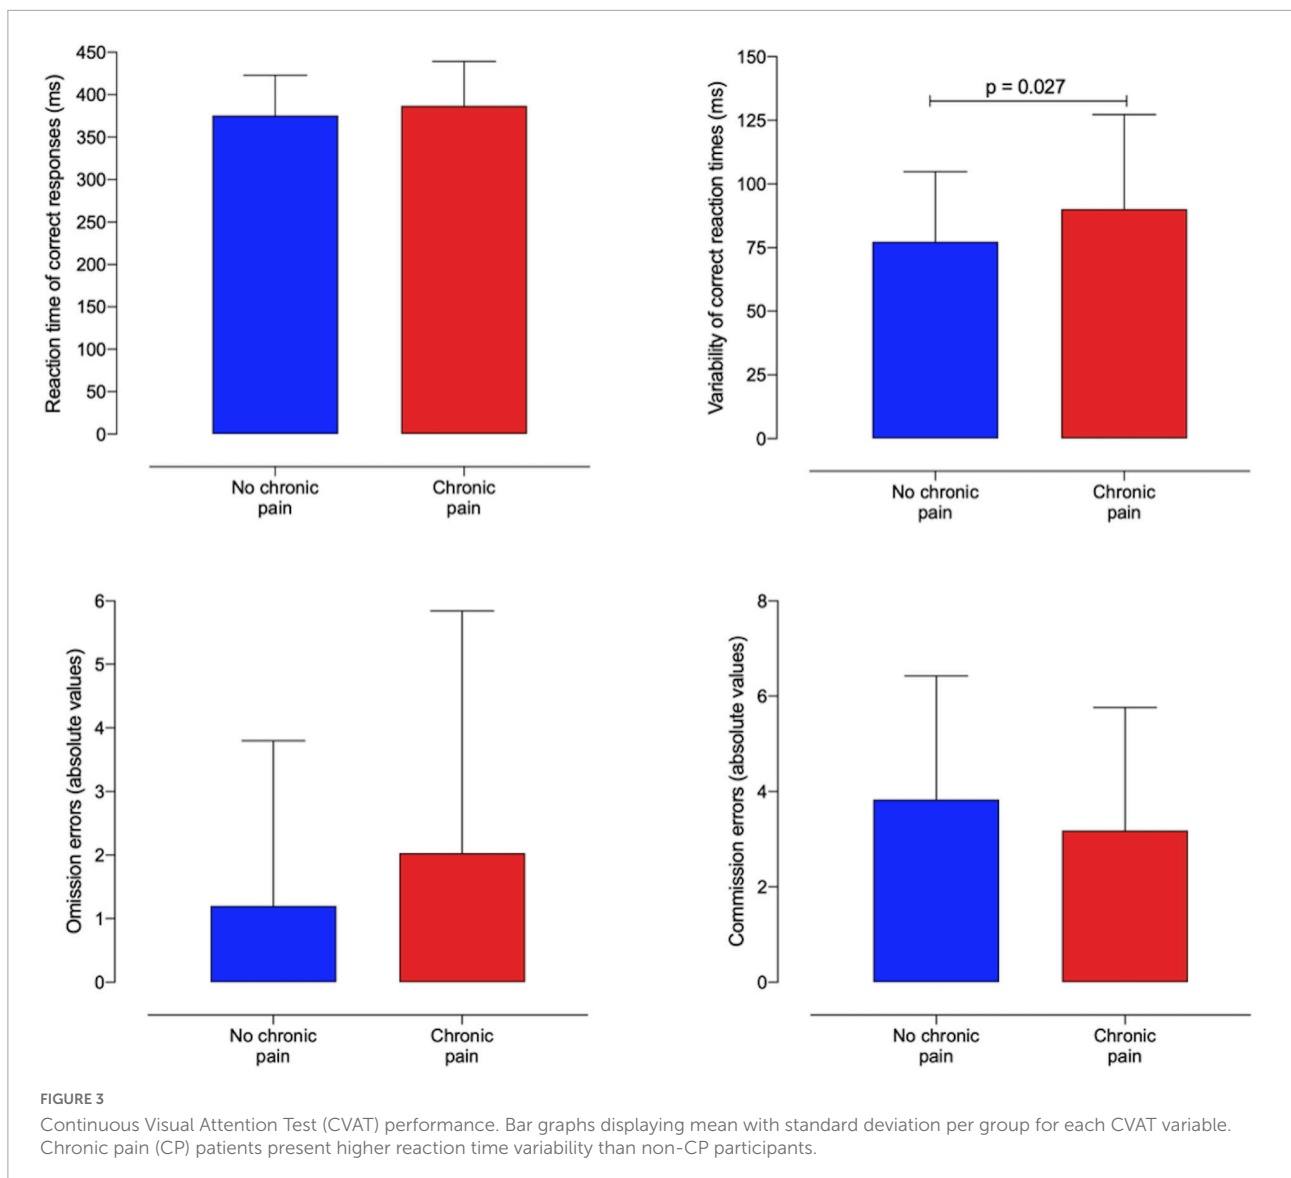 Reaction time of correct responses (ms)
450
400
350
300
250
200
150
100
50
0
No chronic
pain
Chronic
pain
Variability of correct reaction times (ms)
150
125
100
75
50
25
0
p = 0.027
No chronic
pain
Chronic
pain
Omission errors (absolute values)
6
5
4
3
2
1
0
No chronic
pain
Chronic
pain
Commission errors (absolute values)
8
6
4
2
0
No chronic
pain
Chronic
pain
FIGURE 3
Continuous Visual Attention Test (CVAT) performance. Bar graphs displaying mean with standard deviation per group for each CVAT variable.
Chronic pain (CP) patients present higher reaction time variability than non-CP participants.